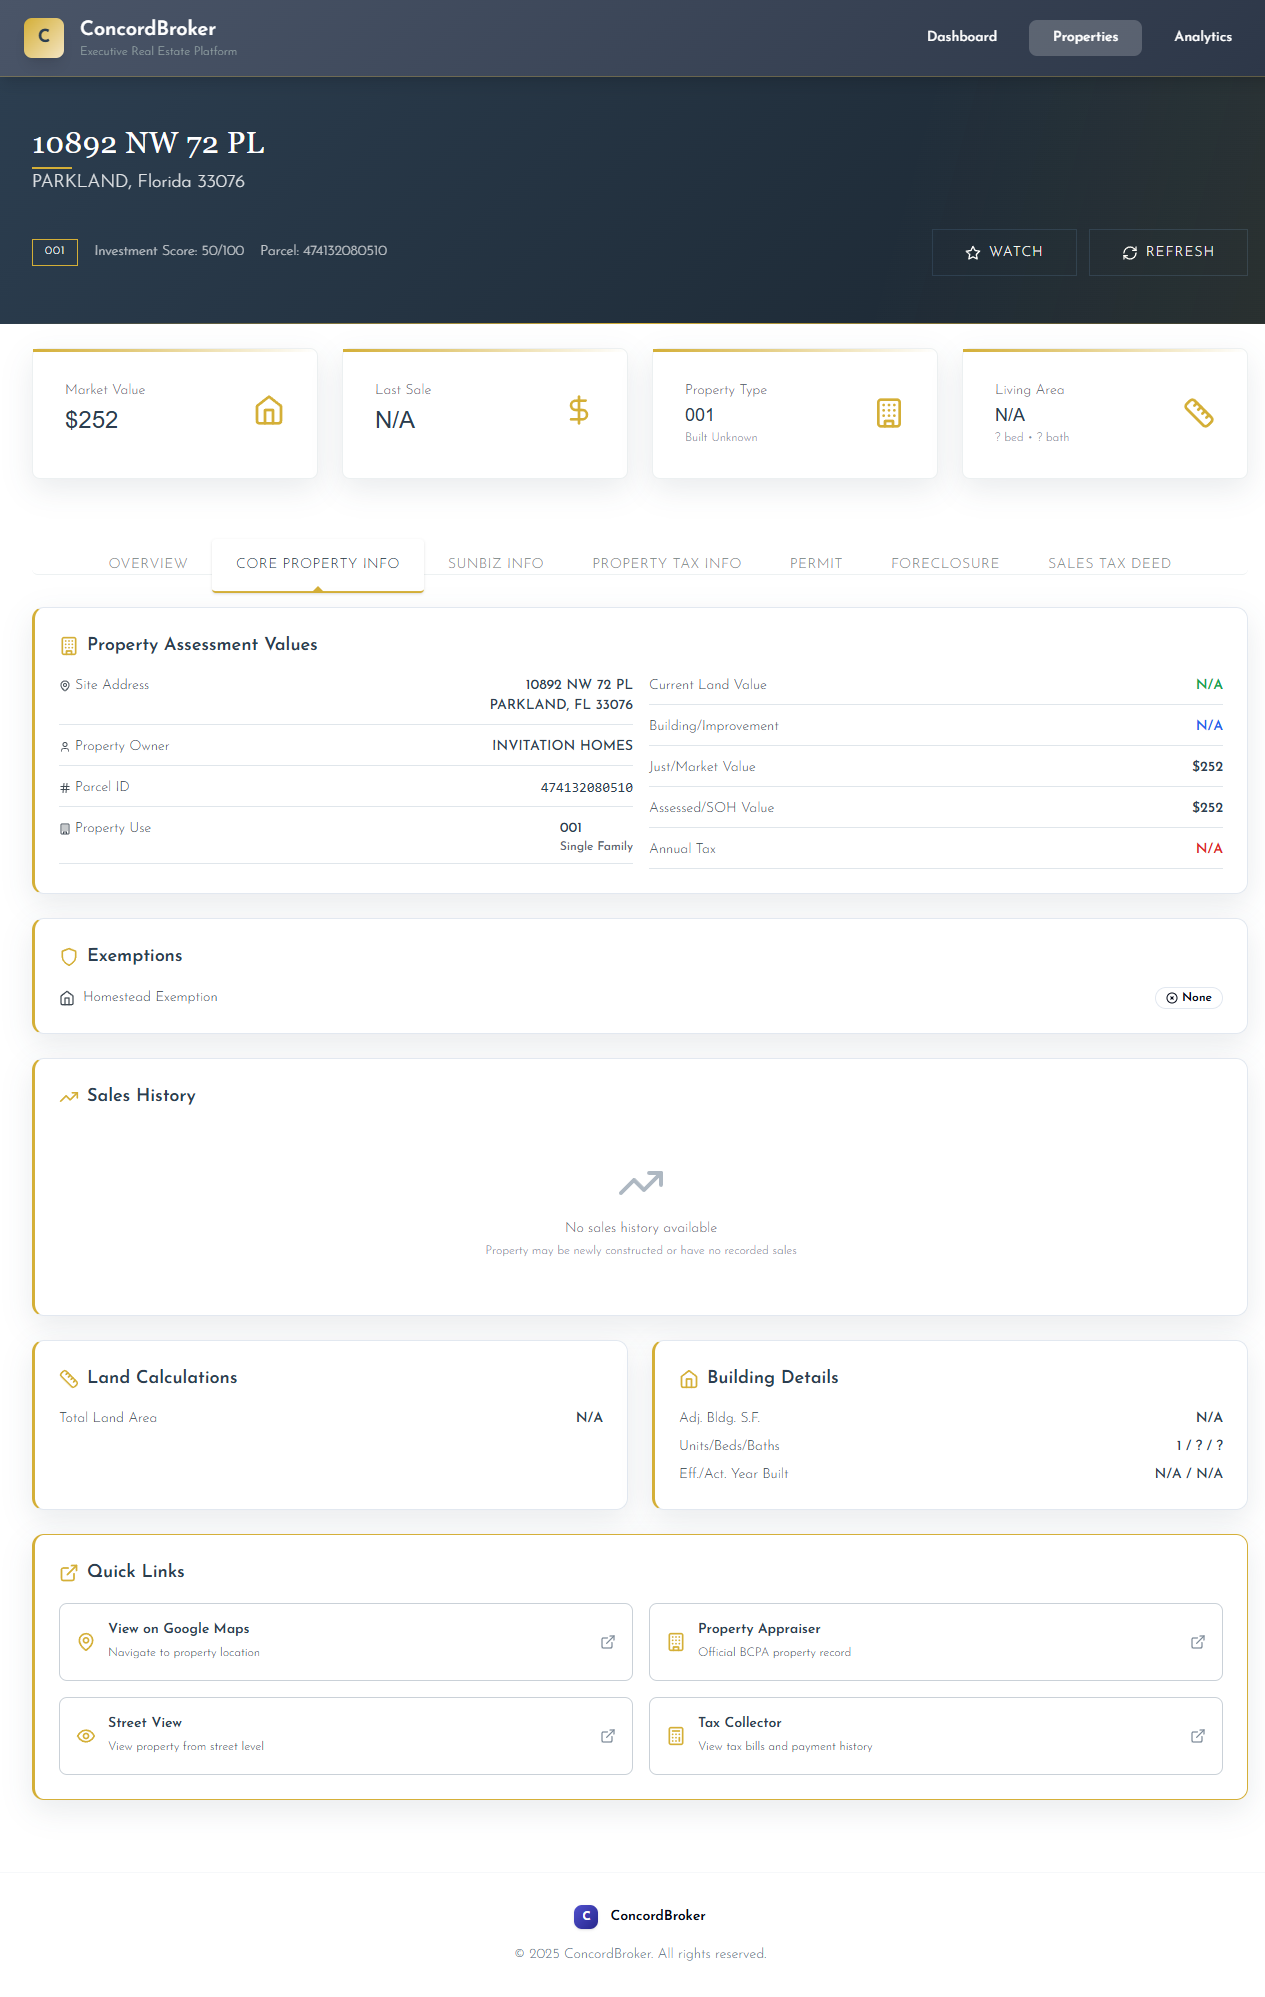 C
ConcordBroker
Executive Real Estate Platform
Dashboard
Properties
Analytics
10892 NW 72 PL
PARKLAND, Florida 33076
001
Investment Score: 50/100
Parcel: 474132080510
WATCH
REFRESH
Market Value
$252
Last Sale
N/A
Property Type
001
Built Unknown
Living Area
N/A
? bed • ? bath
OVERVIEW
CORE PROPERTY INFO
SUNBIZ INFO
PROPERTY TAX INFO
PERMIT
FORECLOSURE
SALES TAX DEED
Property Assessment Values
Site Address
10892 NW 72 PL
PARKLAND, FL 33076
Property Owner
INVITATION HOMES
Parcel ID
474132080510
Property Use
001
Single Family
Current Land Value
N/A
Building/Improvement
N/A
Just/Market Value
$252
Assessed/SOH Value
$252
Annual Tax
N/A
Exemptions
Homestead Exemption
None
Sales History
No sales history available
Property may be newly constructed or have no recorded sales
Land Calculations
Total Land Area
N/A
Building Details
Adj. Bldg. S.F.
N/A
Units/Beds/Baths
1 / ? / ?
Eff./Act. Year Built
N/A / N/A
Quick Links
View on Google Maps
Navigate to property location
Property Appraiser
Official BCPA property record
Street View
View property from street level
Tax Collector
View tax bills and payment history
C
ConcordBroker
© 2025 ConcordBroker. All rights reserved.